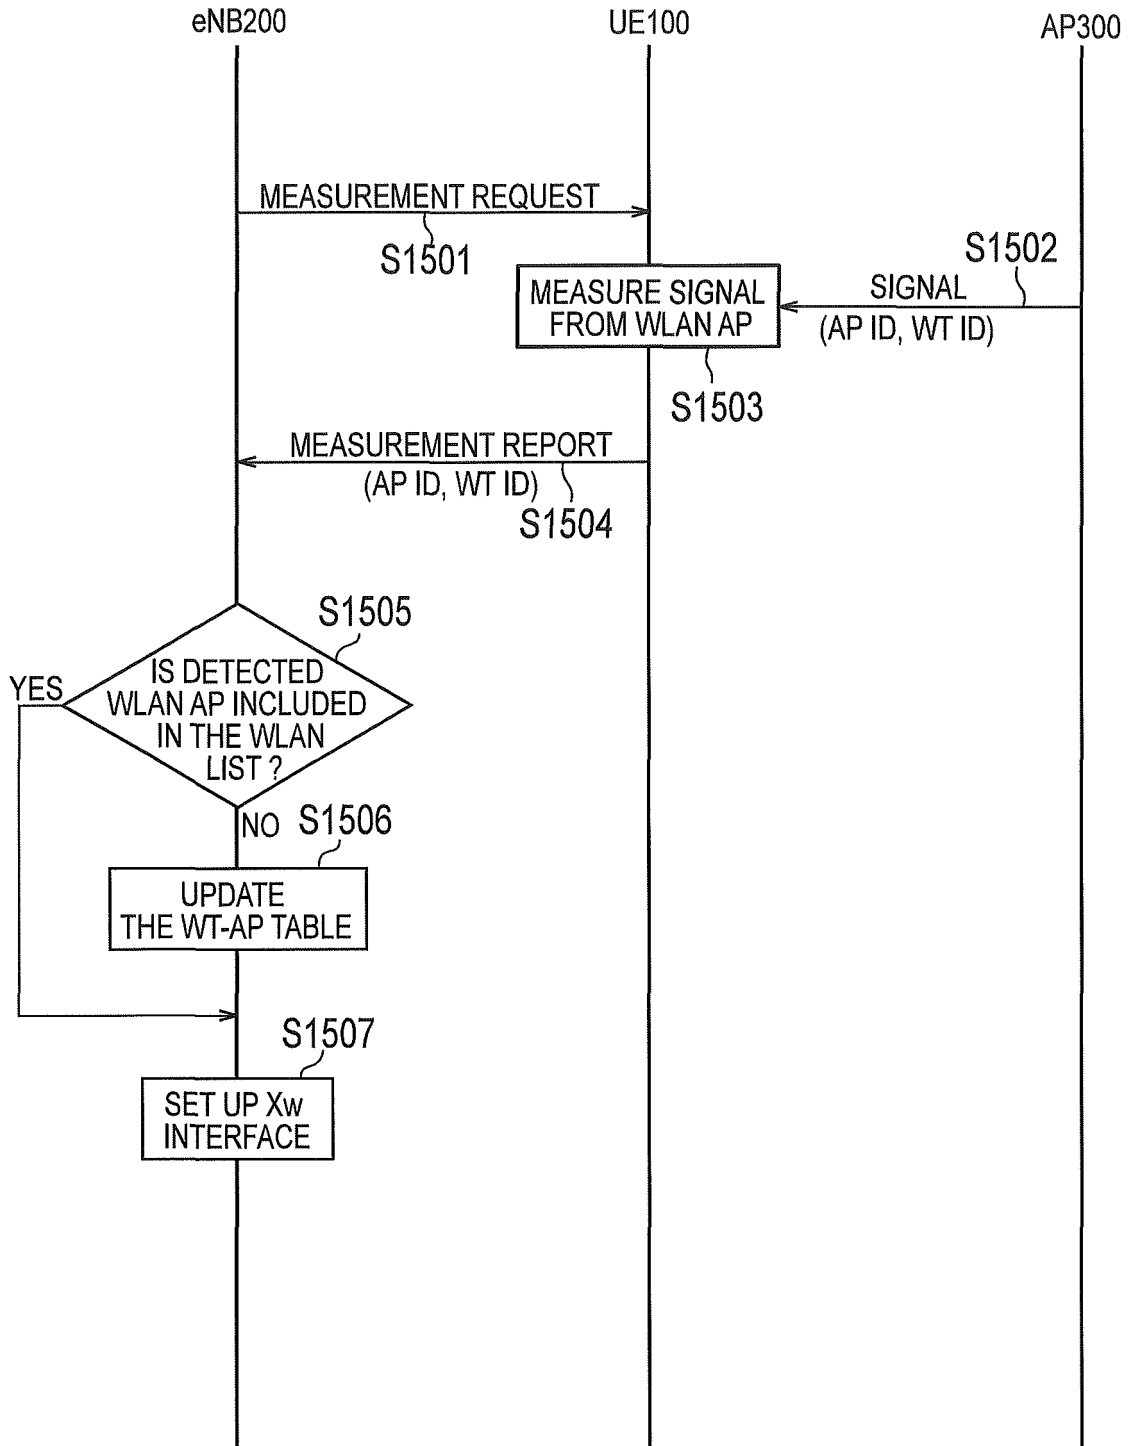 eNB200
UE100
AP300
MEASUREMENT REQUEST
S1501
S1502
SIGNAL
(AP ID, WT ID)
MEASURE SIGNAL
FROM WLAN AP
S1503
MEASUREMENT REPORT
(AP ID, WT ID)
S1504
S1505
IS DETECTED
WLAN AP INCLUDED
IN THE WLAN
LIST ?
YES
NO
S1506
UPDATE
THE WT-AP TABLE
S1507
SET UP Xw
INTERFACE